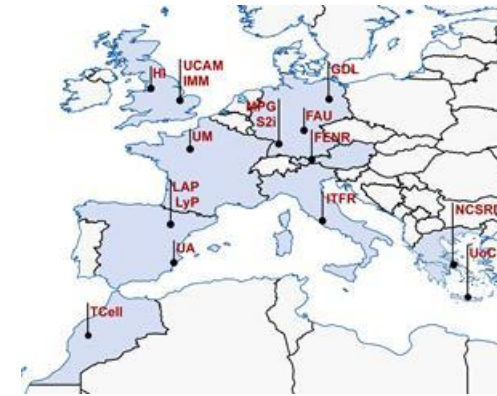 HI
UCAM
IMM
GDL
MPG
S2i
FAU
FENR
UM
LAP
LyP
ITFR
NCSRD
UA
UoC
TCell